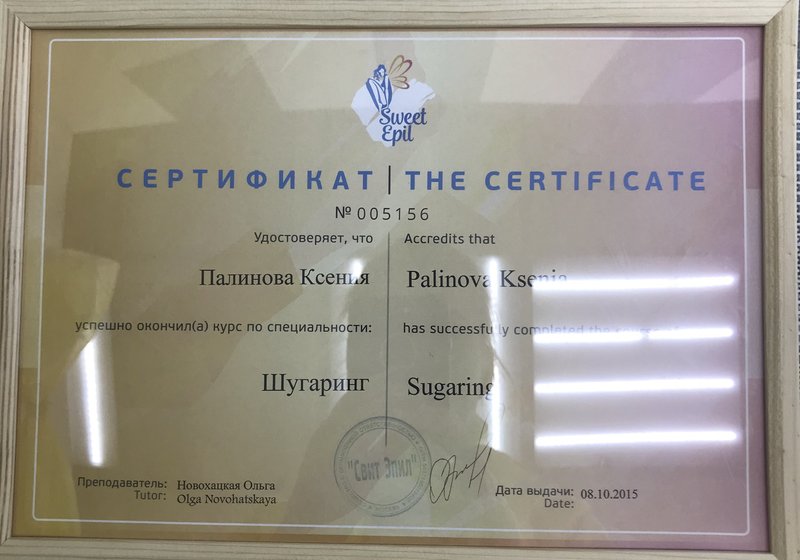 Sweet
Epil
СЕРТИФИКАТ | THE CERTIFICATE
№ 005156
Удостоверяет, что
Accredits that
Палинова Ксения
Palinova Ksenia
успешно окончил(а) курс по специальности:
has successfully completed the
Шугаринг
Sugaring
"Свит Эпил"
Преподаватель: Новохацкая Ольга
Tutor: Olga Novohatskaya
Дата выдачи: 08.10.2015
Date: